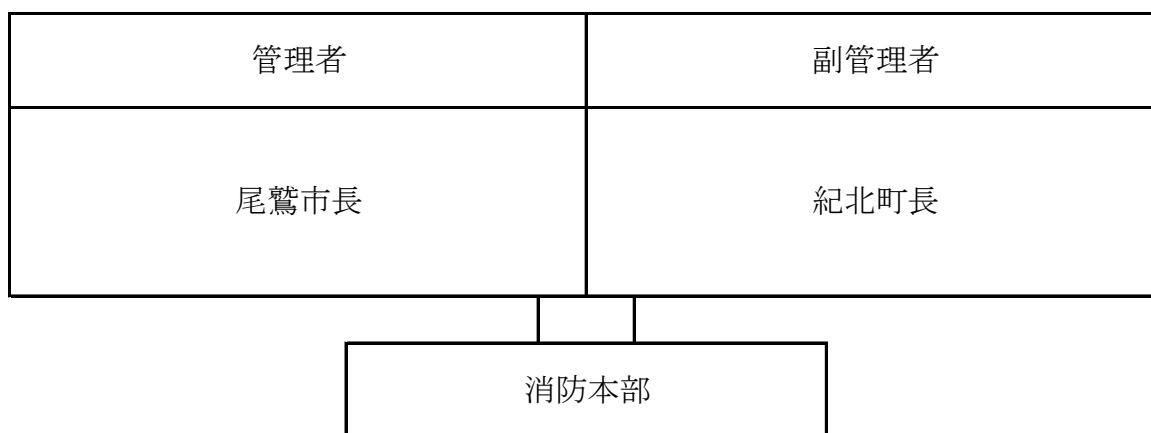 管理者
副管理者
尾鷲市長
紀北町長
消防本部